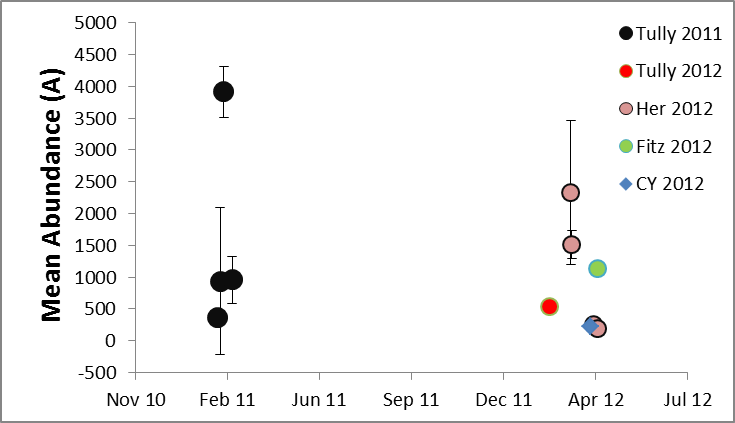 5000
4500
4000
3500
3000
2500
2000
1500
1000
500
0
-500
Mean Abundance (A)
Nov 10 Feb 11 Jun 11 Sep 11 Dec 11 Apr 12 Jul 12
Tully 2011
Tully 2012
Her 2012
Fitz 2012
CY 2012